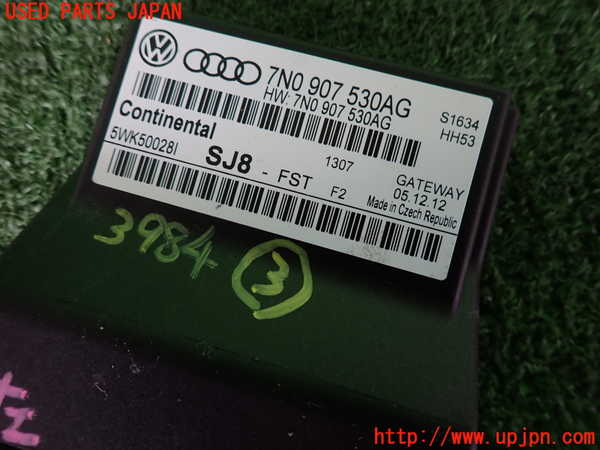 USED PARTS JAPAN
7N0 907 530AG
HW: 7N0 907 530AG
S1634
HH53
Continental
5WK50028I
SJ8 - FST F2
1307
GATEWAY
05.12.12
Made in Czech Republic
3984 3
http://www.upjpn.com/